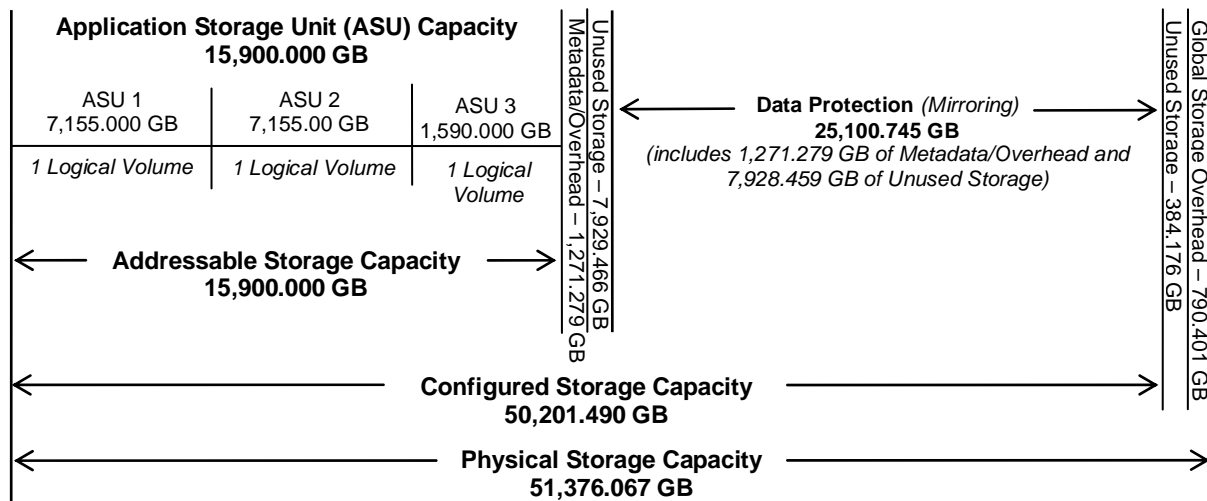 Application Storage Unit (ASU) Capacity
15,900.000 GB
ASU 1
7,155.000 GB
ASU 2
7,155.00 GB
ASU 3
1,590.000 GB
1 Logical Volume
1 Logical Volume
1 Logical
Volume
Addressable Storage Capacity
15,900.000 GB
Metadata/Overhead – 1,271.279 GB
Unused Storage – 7,929.466 GB
Data Protection (Mirroring)
25,100.745 GB
(includes 1,271.279 GB of Metadata/Overhead and
7,928.459 GB of Unused Storage)
Unused Storage – 384.176 GB
Global Storage Overhead – 790.401 GB
Configured Storage Capacity
50,201.490 GB
Physical Storage Capacity
51,376.067 GB